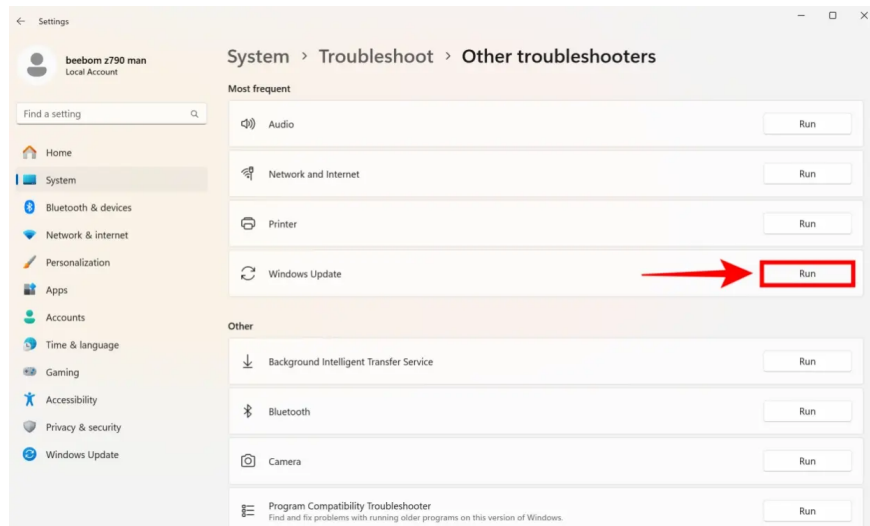 Settings
beebom z790 man
Local Account
Find a setting
Home
System
Bluetooth & devices
Network & internet
Personalization
Apps
Accounts
Time & language
Gaming
Accessibility
Privacy & security
Windows Update
System > Troubleshoot > Other troubleshooters
Most frequent
Audio Run
Network and Internet Run
Printer Run
Windows Update Run
Other
Background Intelligent Transfer Service Run
Bluetooth Run
Camera Run
Program Compatibility Troubleshooter Run
Find and fix problems with running older programs on this version of Windows.